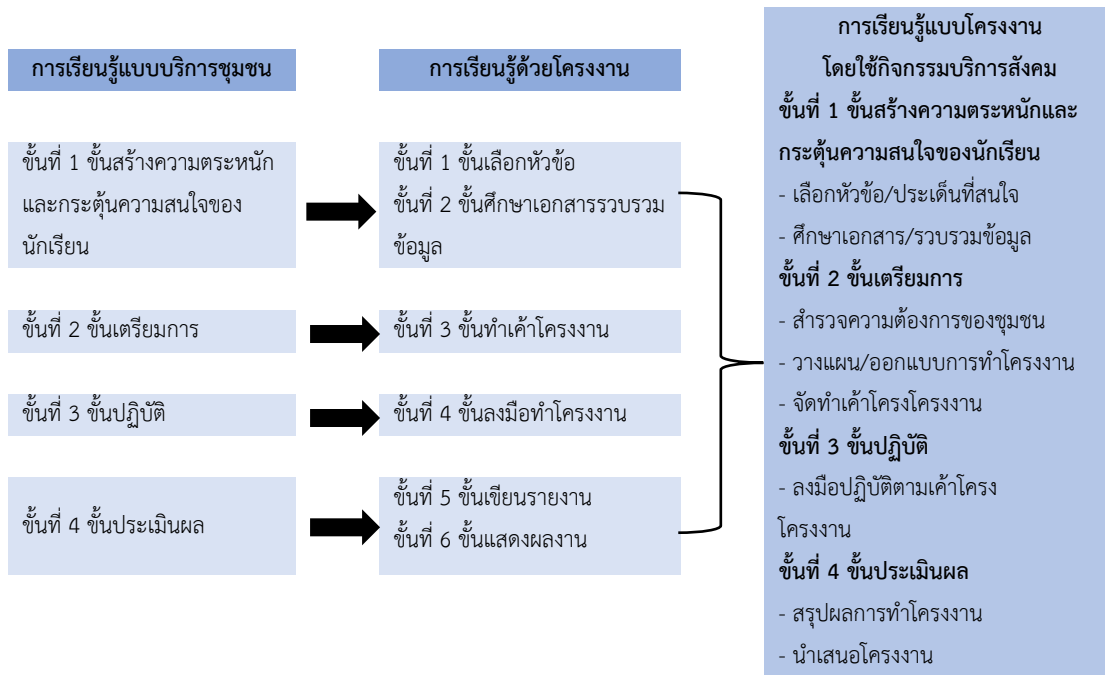 การเรียนรู้แบบบริการชุมชน
ขั้นที่ 1 ขั้นสร้างความตระหนัก
และกระตุ้นความสนใจของ
นักเรียน
ขั้นที่ 2 ขั้นเตรียมการ
ขั้นที่ 3 ขั้นปฏิบัติ
ขั้นที่ 4 ขั้นประเมินผล
การเรียนรู้ด้วยโครงงาน
ขั้นที่ 1 ขั้นเลือกหัวข้อ
ขั้นที่ 2 ขั้นศึกษาเอกสารรวบรวม
ข้อมูล
ขั้นที่ 3 ขั้นทำเค้าโครงงาน
ขั้นที่ 4 ขั้นลงมือทำโครงงาน
ขั้นที่ 5 ขั้นเขียนรายงาน
ขั้นที่ 6 ขั้นแสดงผลงาน
การเรียนรู้แบบโครงงาน
โดยใช้กิจกรรมบริการสังคม
ขั้นที่ 1 ขั้นสร้างความตระหนักและ
กระตุ้นความสนใจของนักเรียน
- เลือกหัวข้อ/ประเด็นที่สนใจ
- ศึกษาเอกสาร/รวบรวมข้อมูล
ขั้นที่ 2 ขั้นเตรียมการ
- สำรวจความต้องการของชุมชน
- วางแผน/ออกแบบการทำโครงงาน
- จัดทำเค้าโครงโครงงาน
ขั้นที่ 3 ขั้นปฏิบัติ
- ลงมือปฏิบัติตามเค้าโครง
โครงงาน
ขั้นที่ 4 ขั้นประเมินผล
- สรุปผลการทำโครงงาน
- นำเสนอโครงงาน